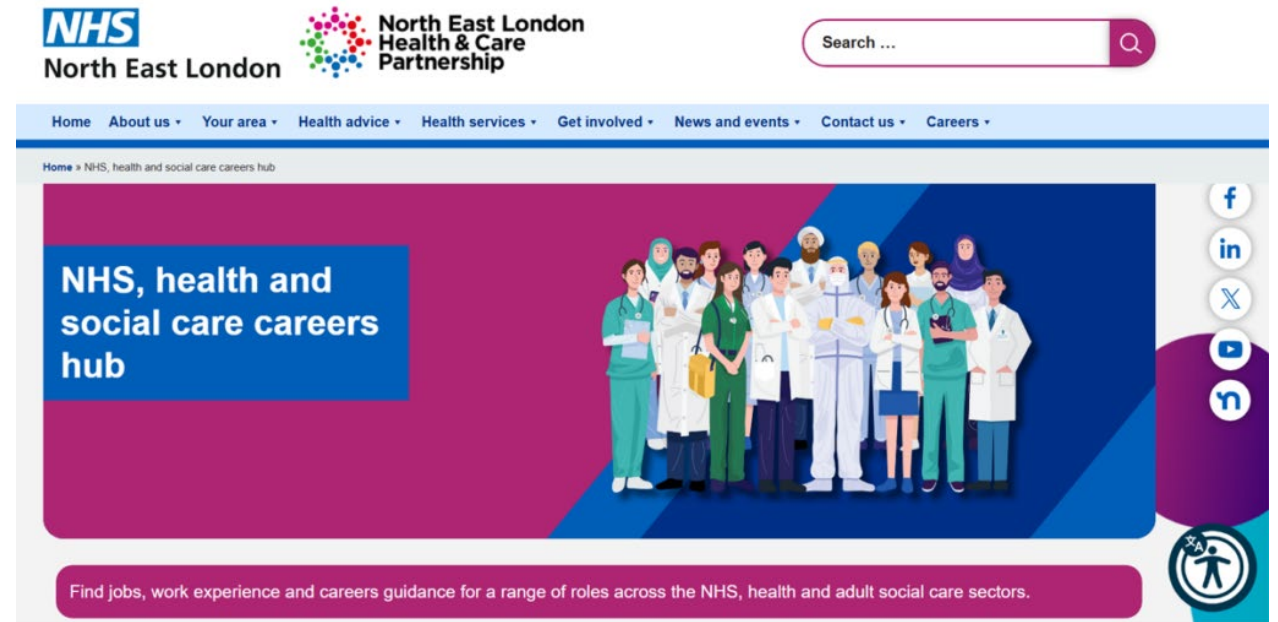 NHS
North East London
North East London
Health & Care
Partnership
Search ...
Home About us Your area Health advice Health services Get involved News and events Contact us Careers
Home » NHS, health and social care careers hub
NHS, health and
social care careers
hub
f
in
X
n
文A
Find jobs, work experience and careers guidance for a range of roles across the NHS, health and adult social care sectors.